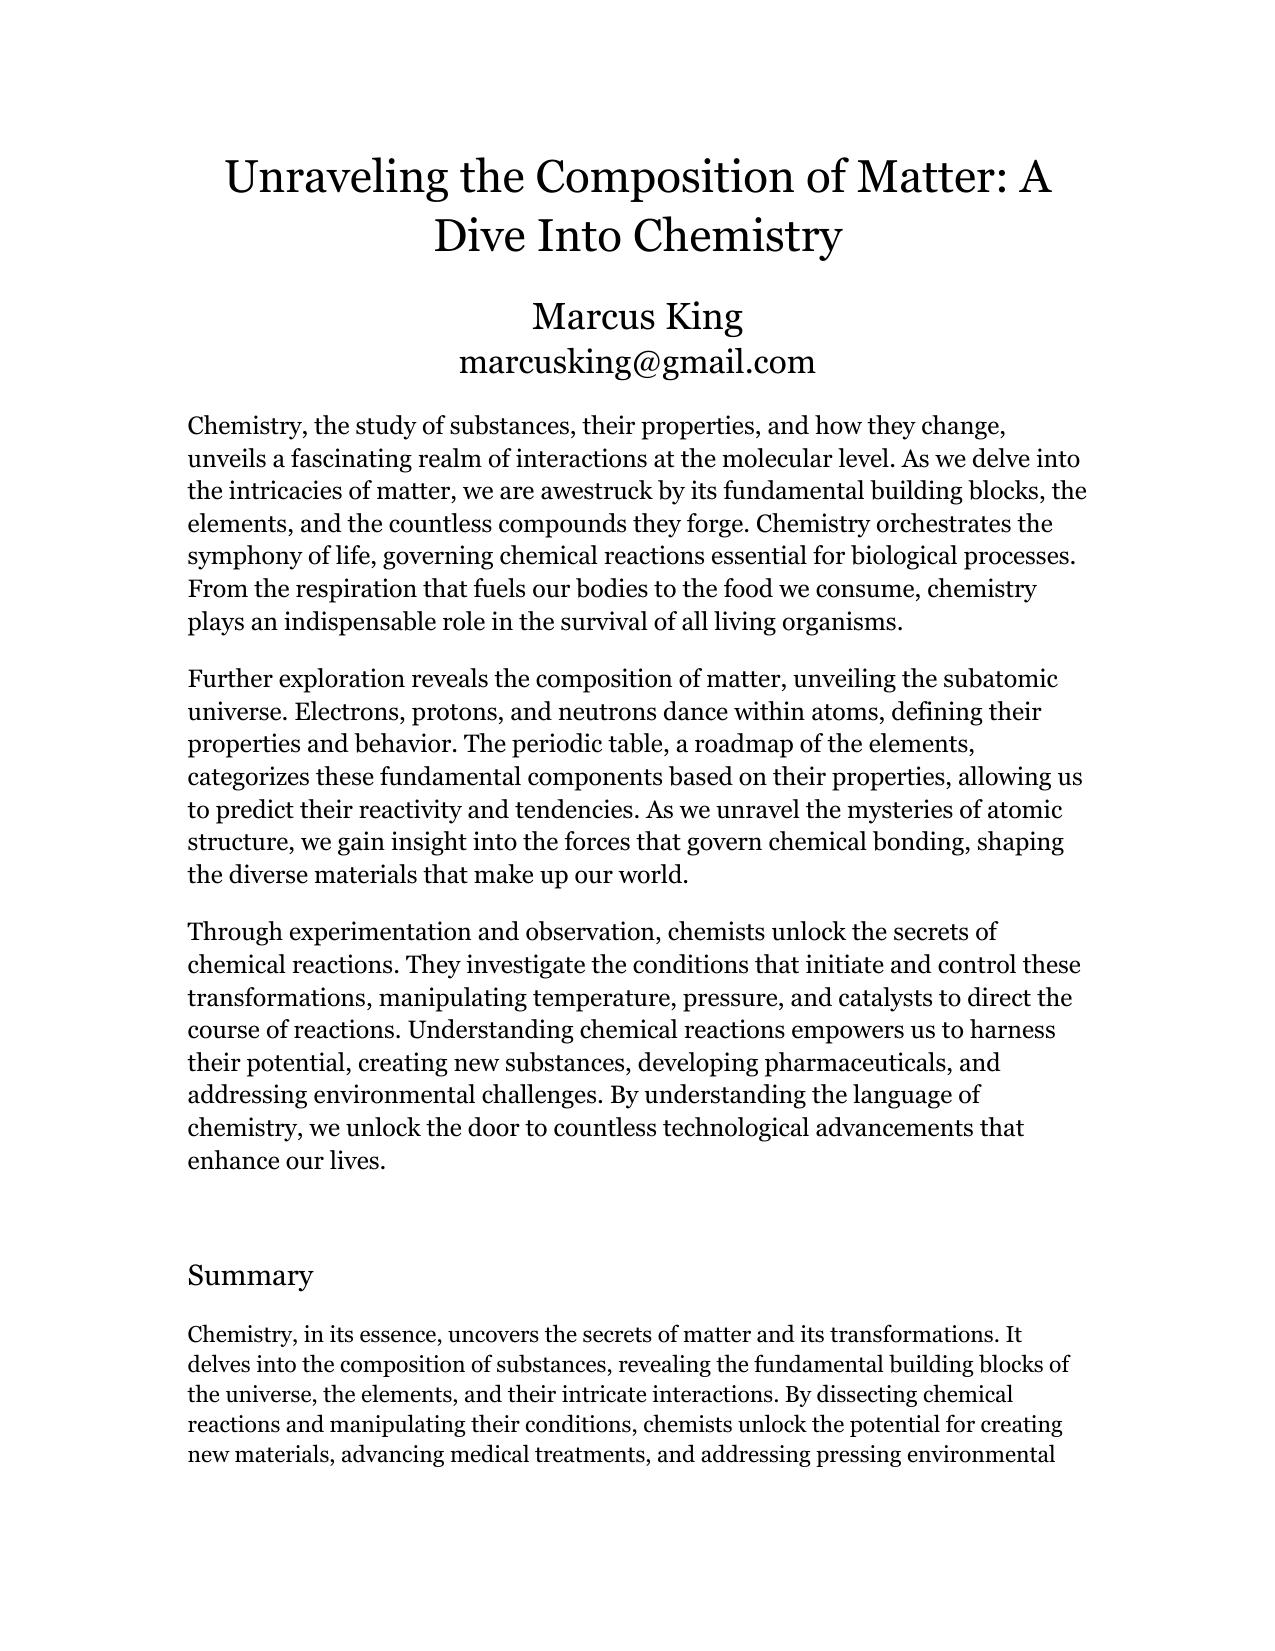 Unraveling the Composition of Matter: A
Dive Into Chemistry
Marcus King
marcusking@gmail.com
Chemistry, the study of substances, their properties, and how they change,
unveils a fascinating realm of interactions at the molecular level. As we delve into
the intricacies of matter, we are awestruck by its fundamental building blocks, the
elements, and the countless compounds they forge. Chemistry orchestrates the
symphony of life, governing chemical reactions essential for biological processes.
From the respiration that fuels our bodies to the food we consume, chemistry
plays an indispensable role in the survival of all living organisms.
Further exploration reveals the composition of matter, unveiling the subatomic
universe. Electrons, protons, and neutrons dance within atoms, defining their
properties and behavior. The periodic table, a roadmap of the elements,
categorizes these fundamental components based on their properties, allowing us
to predict their reactivity and tendencies. As we unravel the mysteries of atomic
structure, we gain insight into the forces that govern chemical bonding, shaping
the diverse materials that make up our world.
Through experimentation and observation, chemists unlock the secrets of
chemical reactions. They investigate the conditions that initiate and control these
transformations, manipulating temperature, pressure, and catalysts to direct the
course of reactions. Understanding chemical reactions empowers us to harness
their potential, creating new substances, developing pharmaceuticals, and
addressing environmental challenges. By understanding the language of
chemistry, we unlock the door to countless technological advancements that
enhance our lives.
Summary
Chemistry, in its essence, uncovers the secrets of matter and its transformations. It
delves into the composition of substances, revealing the fundamental building blocks of
the universe, the elements, and their intricate interactions. By dissecting chemical
reactions and manipulating their conditions, chemists unlock the potential for creating
new materials, advancing medical treatments, and addressing pressing environmental